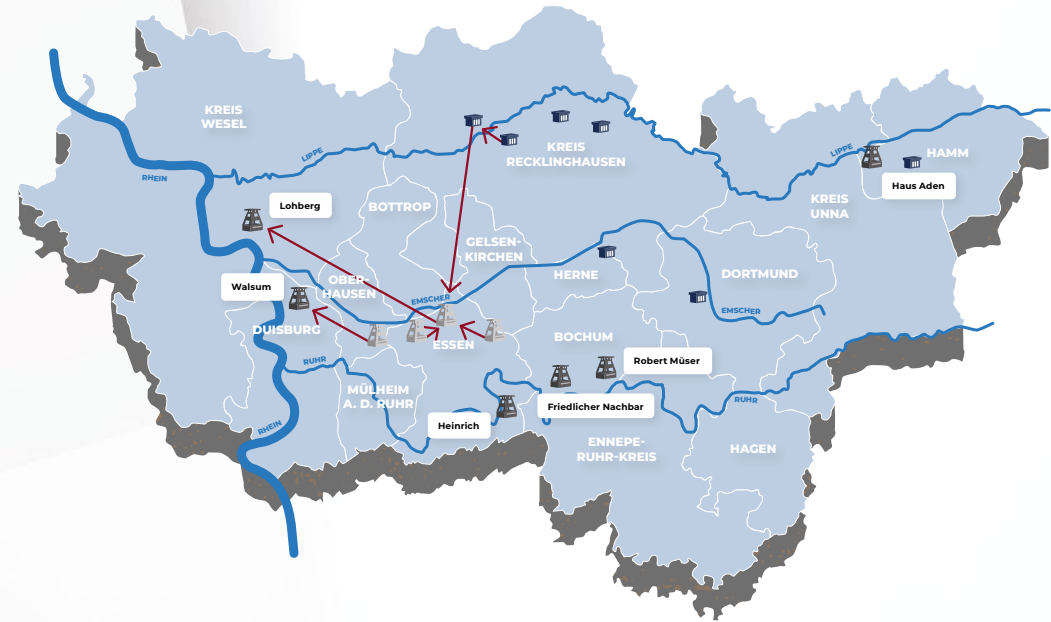 KREIS
WESEL
LIPPE
RHEIN
Lohberg
BOTTROP
KREIS
RECKLINGHAUSEN
LIPPE
HAMM
Haus Aden
KREIS
UNNA
GELSEN-
KIRCHEN
HERNE
DORTMUND
Walsum
OBER-
HAUSEN
EMSCHER
EMSCHER
DUISBURG
ESSEN
BOCHUM
Robert Müser
RUHR
MÜLHEIM
A. D. RUHR
Friedlicher Nachbar
RUHR
Heinrich
RHEIN
ENNEPE-
RUHR-KREIS
HAGEN